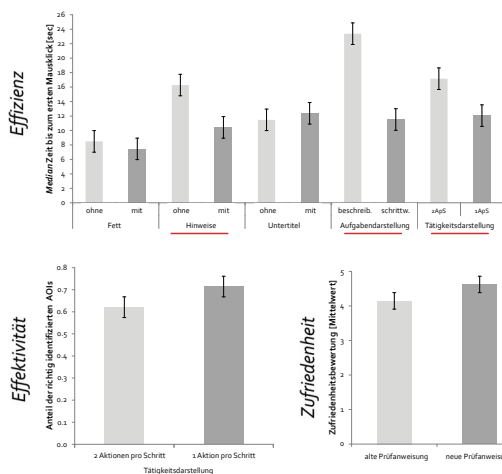 Effizienz
Median Zeit bis zum ersten Mausklick [sec]
26
24
22
20
18
16
14
12
10
8
6
4
2
0
ohne mit ohne mit ohne mit beschreib. schrittw. 2ApS 1ApS
Fett Hinweise Untertitel Aufgabendarstellung Tätigkeitsdarstellung
Effektivität
Anteil der richtig identifizierten AOIs
0.8
0.7
0.6
0.5
0.4
0.3
0.2
0.1
0.0
2 Aktionen pro Schritt 1 Aktion pro Schritt
Tätigkeitsdarstellung
Zufriedenheit
Zufriedenheitsbewertung [Mittelwert]
5
4
3
2
1
0
alte Prüfanweisung neue Prüfanweisu